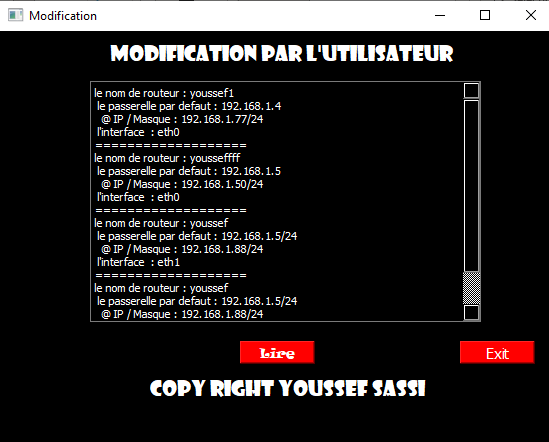 Modification
MODIFICATION PAR L'UTILISATEUR
le nom de routeur : youssef1
le passerelle par defaut : 192.168.1.4
@ IP / Masque : 192.168.1.77/24
l'interface : eth0
===================
le nom de routeur : yousseffff
le passerelle par defaut : 192.168.1.5
@ IP / Masque : 192.168.1.50/24
l'interface : eth0
===================
le nom de routeur : youssef
le passerelle par defaut : 192.168.1.5/24
@ IP / Masque : 192.168.1.88/24
l'interface : eth1
===================
le nom de routeur : youssef
le passerelle par defaut : 192.168.1.5/24
@ IP / Masque : 192.168.1.88/24
Lire
Exit
COPY RIGHT YOUSSEF SASSI